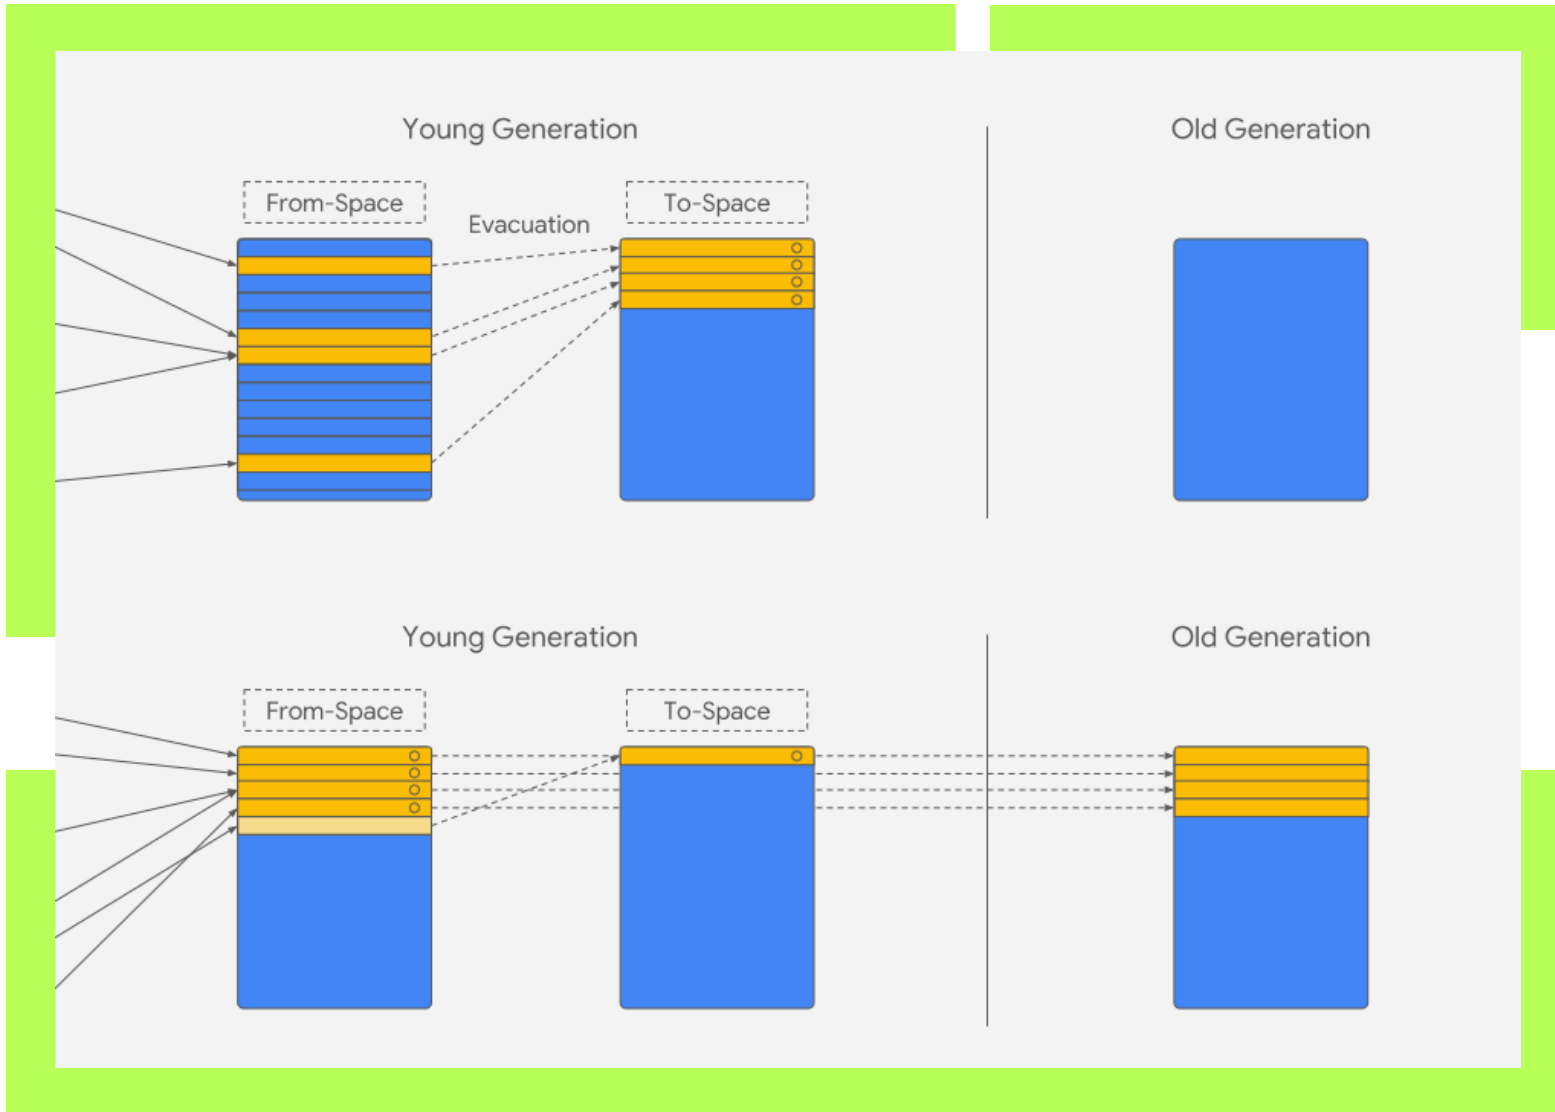 Young Generation
Old Generation
From-Space
Evacuation
To-Space
Young Generation
Old Generation
From-Space
To-Space